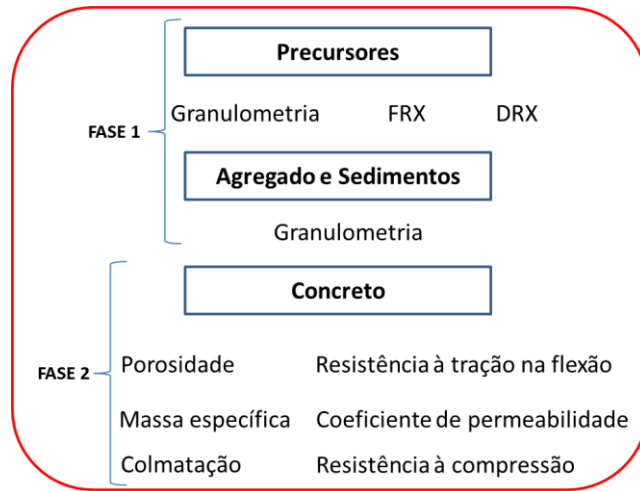 Precursores
Granulometria FRX DRX
FASE 1
Agregado e Sedimentos
Granulometria
Concreto
Porosidade Resistência à tração na flexão
FASE 2
Massa específica Coeficiente de permeabilidade
Colmatação Resistência à compressão